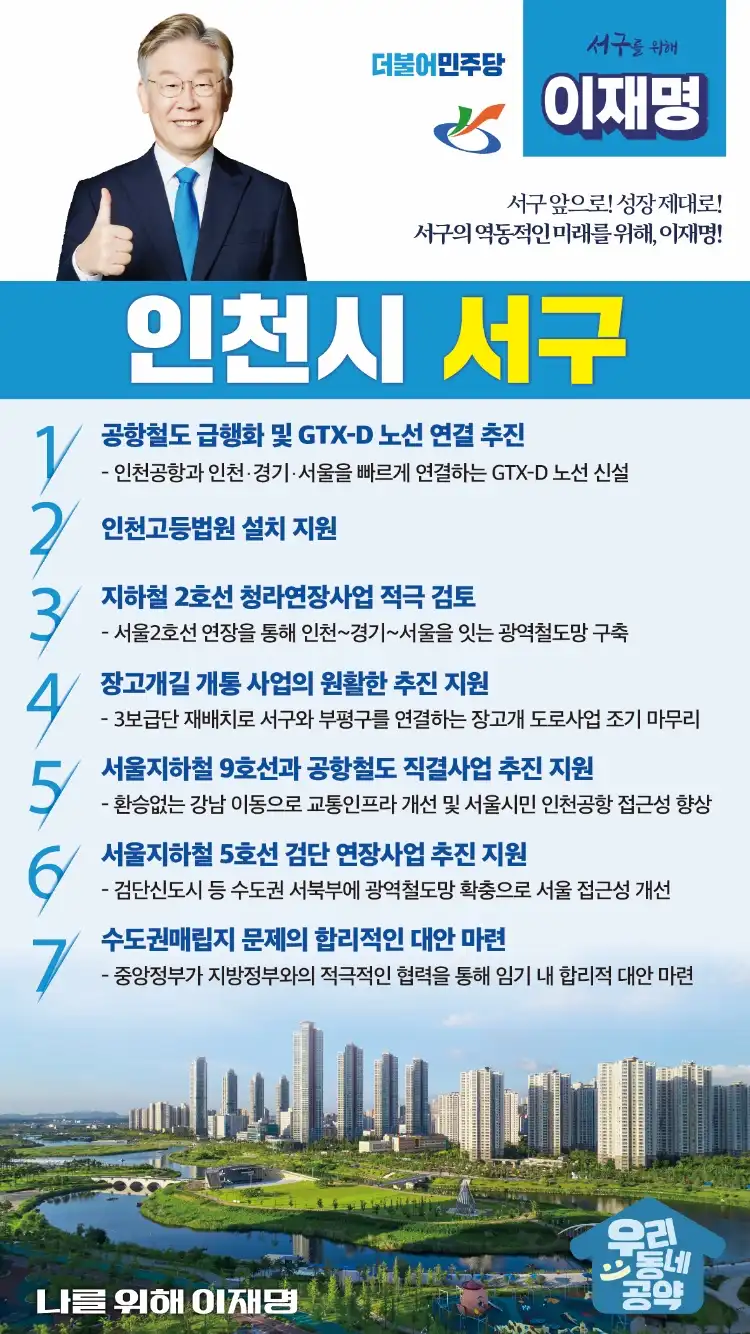 더불어민주당
서구를 위해
이재명
서구 앞으로! 성장 제대로!
서구의 역동적인 미래를 위해, 이재명!
인천시 서구
1
공항철도 급행화 및 GTX-D 노선 연결 추진
- 인천공항과 인천·경기·서울을 빠르게 연결하는 GTX-D 노선 신설
2
인천고등법원 설치 지원
3
지하철 2호선 청라연장사업 적극 검토
- 서울2호선 연장을 통해 인천~경기~서울을 잇는 광역철도망 구축
4
장고개길 개통 사업의 원활한 추진 지원
- 3보급단 재배치로 서구와 부평구를 연결하는 장고개 도로사업 조기 마무리
5
서울지하철 9호선과 공항철도 직결사업 추진 지원
- 환승없는 강남 이동으로 교통인프라 개선 및 서울시민 인천공항 접근성 향상
6
서울지하철 5호선 검단 연장사업 추진 지원
- 검단신도시 등 수도권 서북부에 광역철도망 확충으로 서울 접근성 개선
7
수도권매립지 문제의 합리적인 대안 마련
- 중앙정부가 지방정부와의 적극적인 협력을 통해 임기 내 합리적 대안 마련
우리
동네
공약
나를 위해 이재명